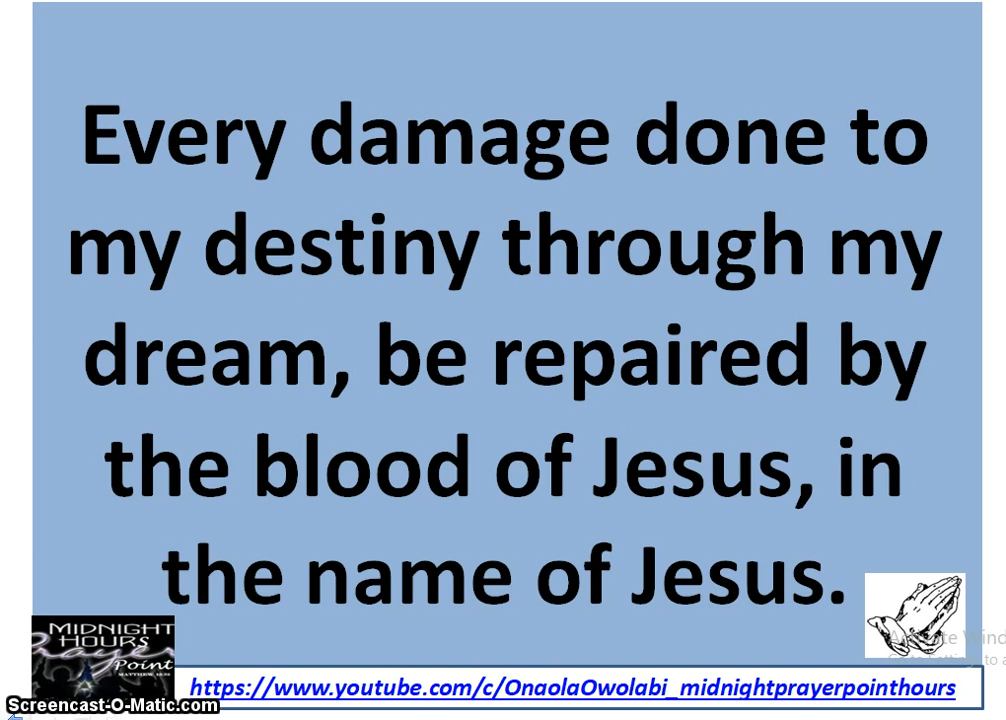 Every damage done to
my destiny through my
dream, be repaired by
the blood of Jesus, in
the name of Jesus.
MIDNIGHT
HOURS
Prayer
Point
https://www.youtube.com/c/OnaolaOwolabi_midnightprayerpointhours
Screencast-O-Matic.com